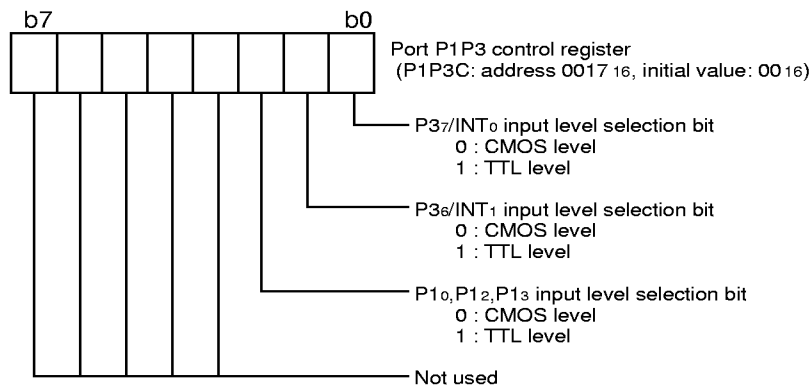 b7 b0
Port P1P3 control register
(P1P3C: address 0017 16, initial value: 00 16)
P37/INT0 input level selection bit
0 : CMOS level
1 : TTL level
P36/INT1 input level selection bit
0 : CMOS level
1 : TTL level
P10,P12,P13 input level selection bit
0 : CMOS level
1 : TTL level
Not used